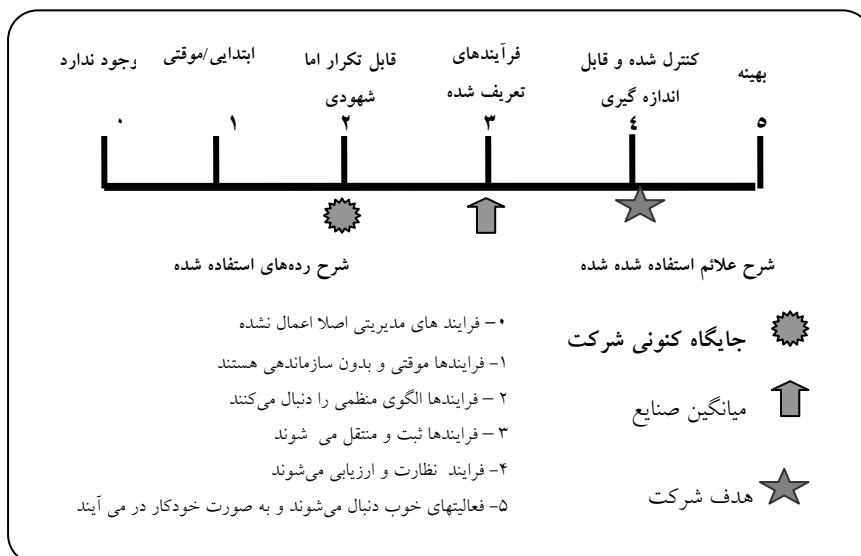 وجود ندارد
ابتدایی/موقتی
قابل تکرار اما
شهودی
فرآیندهای
تعریف شده
کنترل شده و قابل
اندازه گیری
بهینه
۰ ۱ ۲ ۳ ۴ ۵
شرح علائم استفاده شده شده
جایگاه کنونی شرکت
میانگین صنایع
هدف شرکت
شرح رده‌های استفاده شده
۰- فرایند های مدیریتی اصلا اعمال نشده
۱- فرایندها موقتی و بدون سازماندهی هستند
۲ – فرایندها الگوی منظمی را دنبال می‌کنند
۳ – فرایندها ثبت و منتقل می شوند
۴- فرایند نظارت و ارزیابی می‌شوند
۵- فعالیتهای خوب دنبال می‌شوند و به صورت خودکار در می آیند